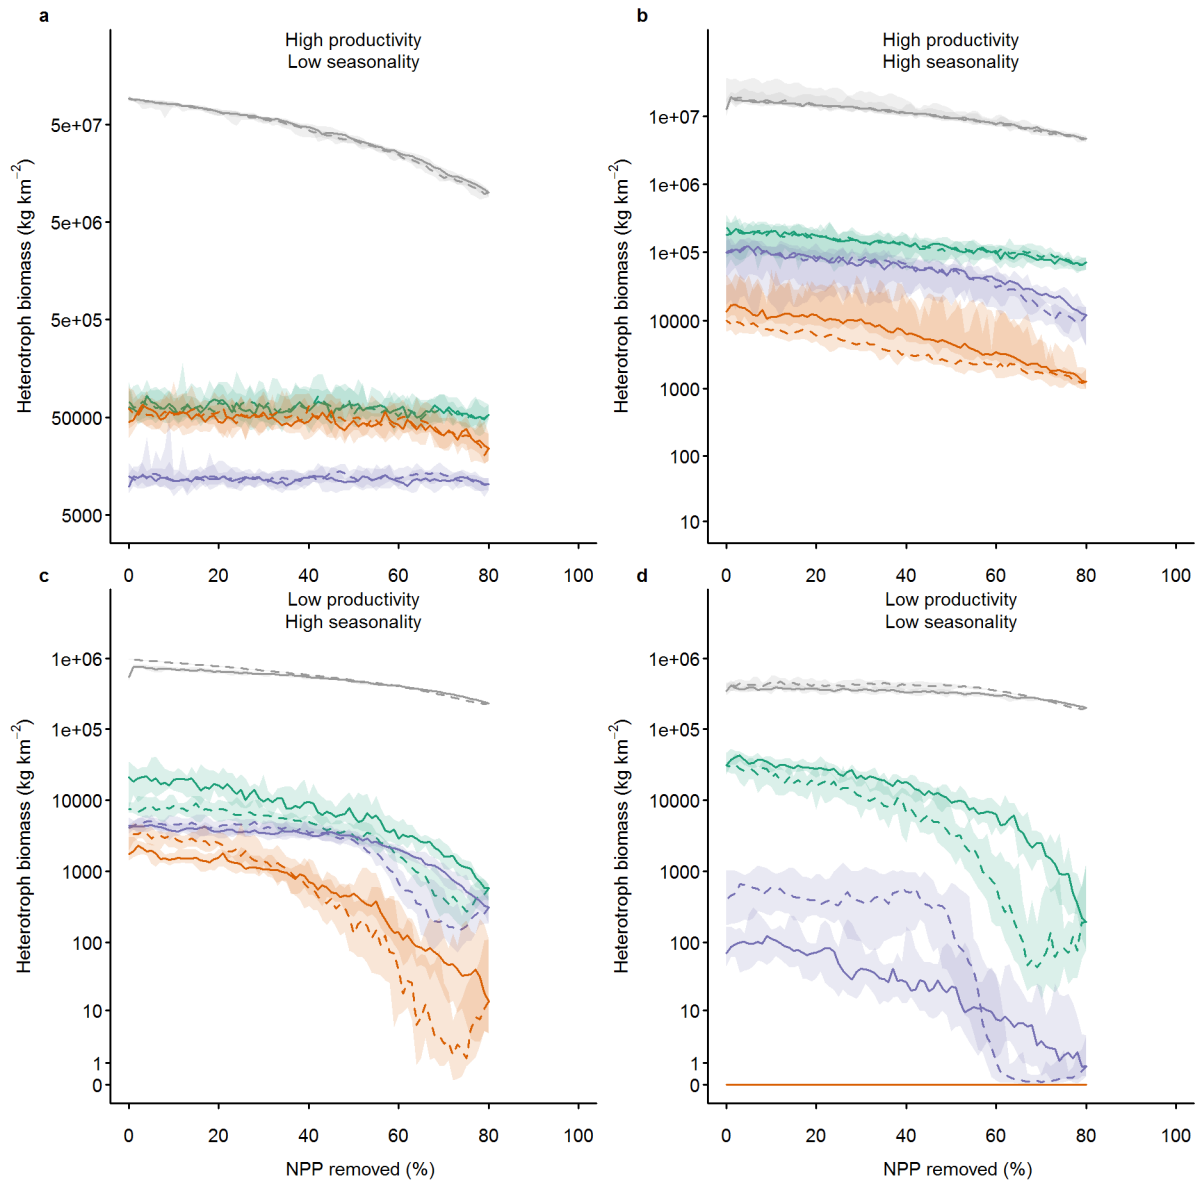 a
High productivity
Low seasonality
Heterotroph biomass (kg km⁻²)
5e+07
5e+06
5e+05
50000
5000
0 20 40 60 80 100
b
High productivity
High seasonality
Heterotroph biomass (kg km⁻²)
1e+07
1e+06
1e+05
10000
1000
100
10
0 20 40 60 80 100
c
Low productivity
High seasonality
Heterotroph biomass (kg km⁻²)
1e+06
1e+05
10000
1000
100
10
1
0
0 20 40 60 80 100
NPP removed (%)
d
Low productivity
Low seasonality
Heterotroph biomass (kg km⁻²)
1e+06
1e+05
10000
1000
100
10
1
0
0 20 40 60 80 100
NPP removed (%)